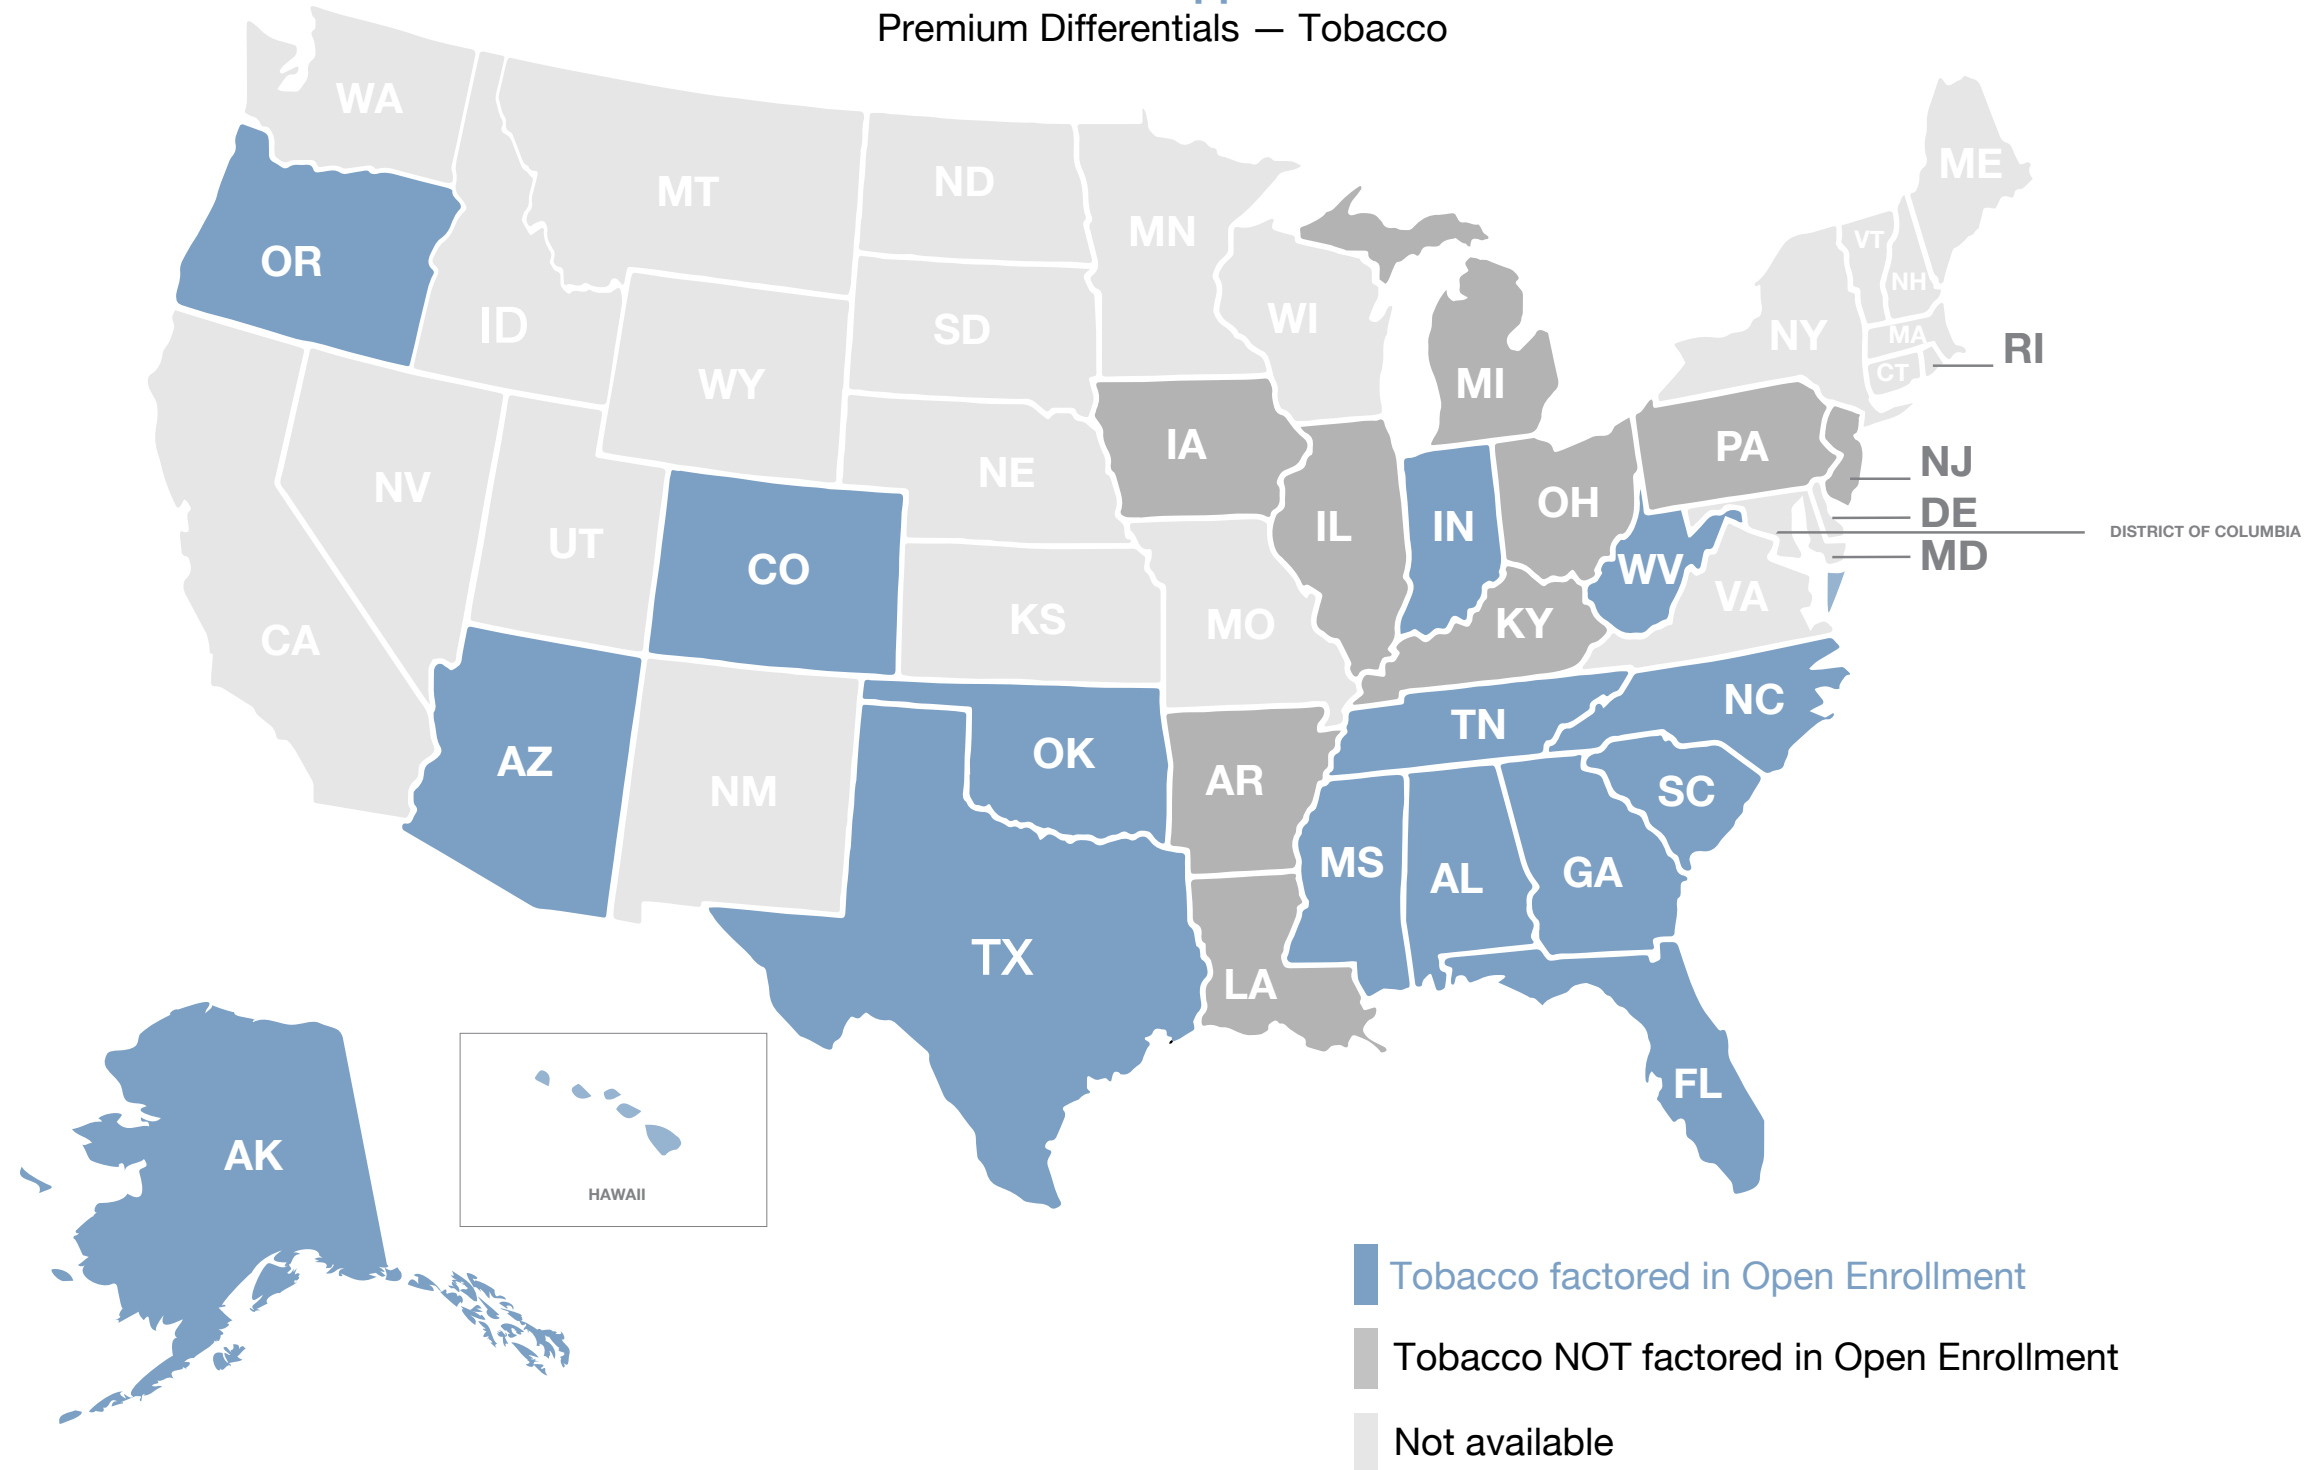 Premium Differentials — Tobacco
WA
ME
MT
ND
VT
MN
OR
NH
ID
SD
WI
NY
MA
RI
WY
MI
CT
IA
PA
NJ
NV
NE
OH
DE
IL
IN
DISTRICT OF COLUMBIA
UT
MD
CO
WV
VA
KS
MO
KY
CA
NC
TN
AZ
OK
AR
NM
SC
MS
AL
GA
TX
LA
FL
AK
HAWAII
Tobacco factored in Open Enrollment
Tobacco NOT factored in Open Enrollment
Not available